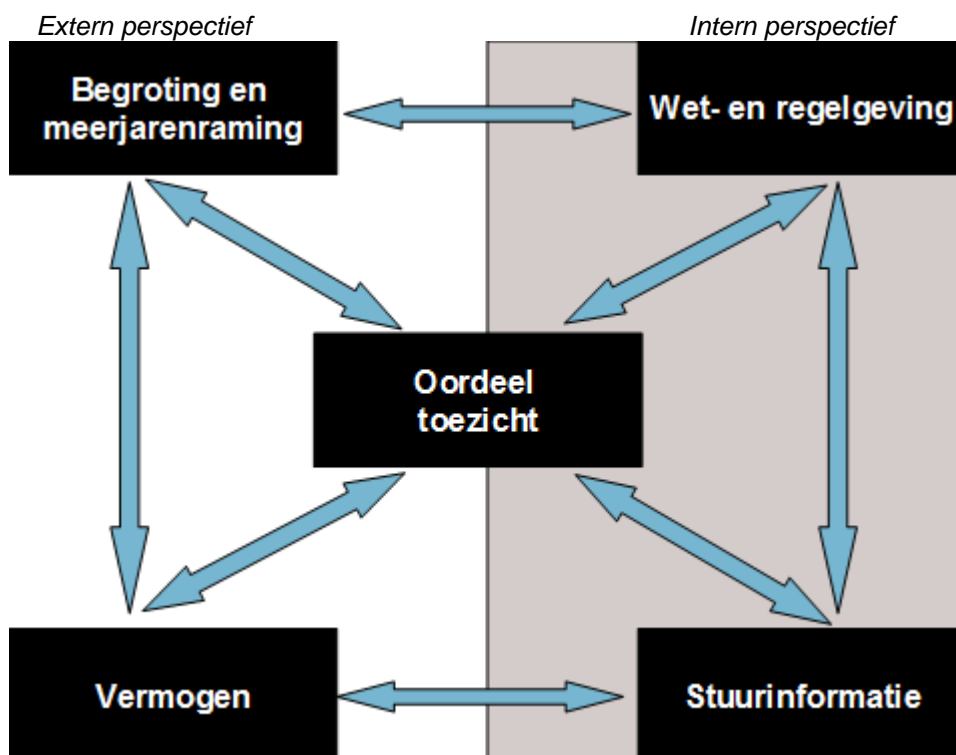 Extern perspectief
Intern perspectief
Begroting en
meerjarenraming
Wet- en regelgeving
Oordeel
toezicht
Vermogen
Stuurinformatie